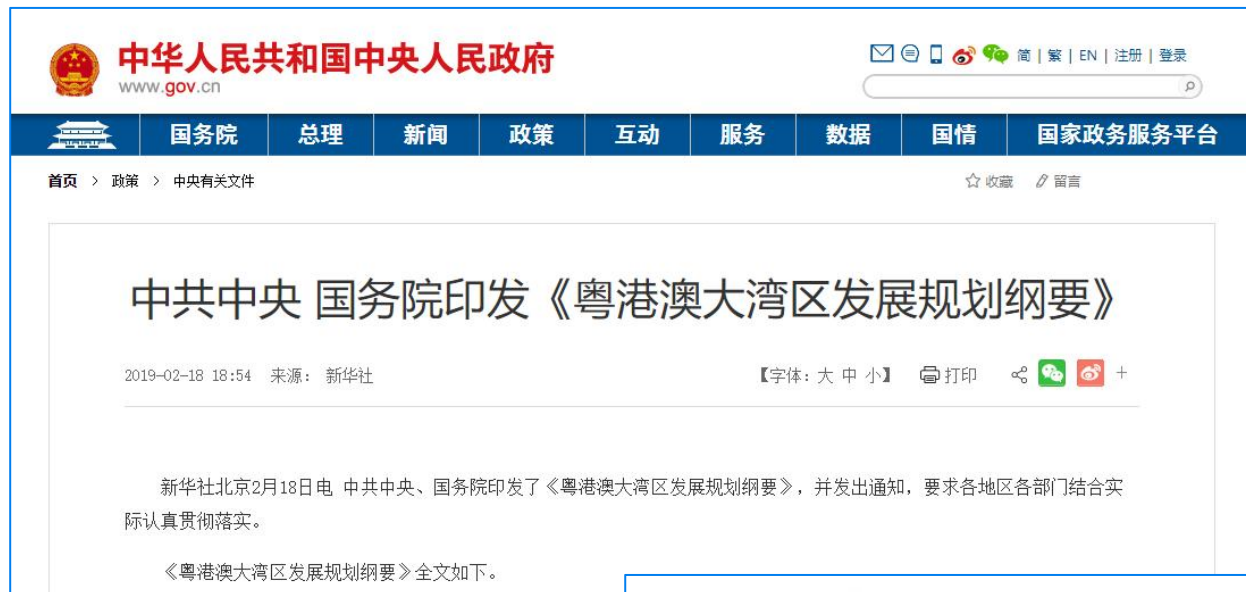 中华人民共和国中央人民政府
www.gov.cn
简 | 繁 | EN | 注册 | 登录
国务院 总理 新闻 政策 互动 服务 数据 国情 国家政务服务平台
首页 > 政策 > 中央有关文件
收藏 留言
中共中央 国务院印发《粤港澳大湾区发展规划纲要》
2019-02-18 18:54 来源： 新华社
【字体：大 中 小】 打印 +
新华社北京2月18日电 中共中央、国务院印发了《粤港澳大湾区发展规划纲要》，并发出通知，要求各地区各部门结合实
际认真贯彻落实。
《粤港澳大湾区发展规划纲要》全文如下。